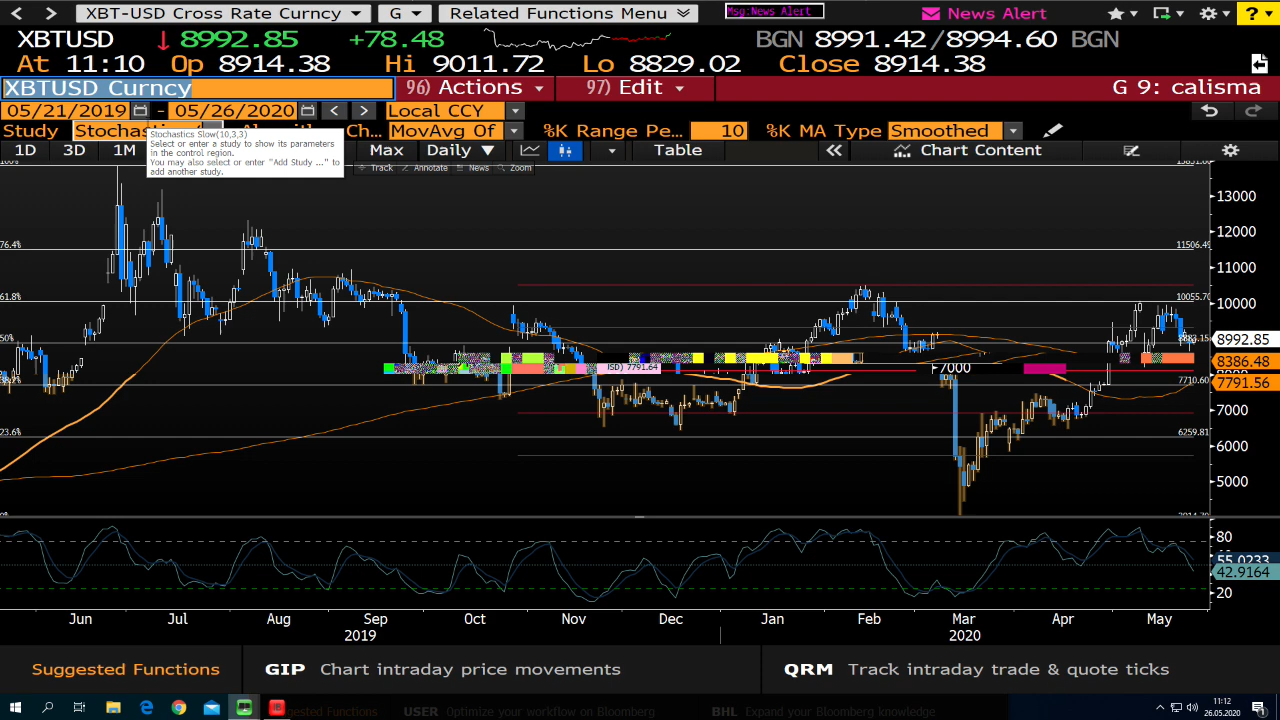 XBT-USD Cross Rate Curncy G Related Functions Menu Msg:News Alert News Alert ?
XBTUSD 8992.85 +78.48 BGN 8991.42/8994.60 BGN
At 11:10 Op 8914.38 Hi 9011.72 Lo 8829.02 Close 8914.38
XBTUSD Curncy 96) Actions 97) Edit G 9: calisma
05/21/2019 - 05/26/2020 Local CCY
Study MovAvg Of %K Range Pe... 10 %K MA Type Smoothed
Stochastics Slow(10,3,3)
Select or enter a study to show its parameters
in the control region.
You may also select or enter "Add Study ..." to
add another study.
1D 3D 1M Max Daily Table Chart Content
Track Annotate News Zoom
13000
12000
76.4% 11506.49
11000
61.8% 10055.70
10000
50%
8992.85
8386.48
USD) 7791.64 7000
7710.60
7791.56
7000
23.6% 6259.81
6000
5000
80
55.0233
42.9164
20
Jun Jul Aug Sep Oct Nov Dec Jan Feb Mar Apr May
2019 2020
Suggested Functions GIP Chart intraday price movements QRM Track intraday trade & quote ticks
USER Optimize your workflow on Bloomberg BHL Expand your Bloomberg knowledge
11:12
26.05.2020